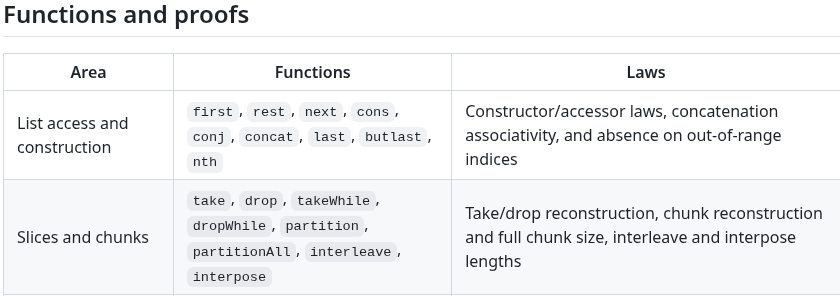 Functions and proofs
Area Functions Laws
List access and
construction
first, rest, next, cons,
conj, concat, last, butlast,
nth
Constructor/accessor laws, concatenation
associativity, and absence on out-of-range
indices
Slices and chunks
take, drop, takeWhile,
dropWhile, partition,
partitionAll, interleave,
interpose
Take/drop reconstruction, chunk reconstruction
and full chunk size, interleave and interpose
lengths